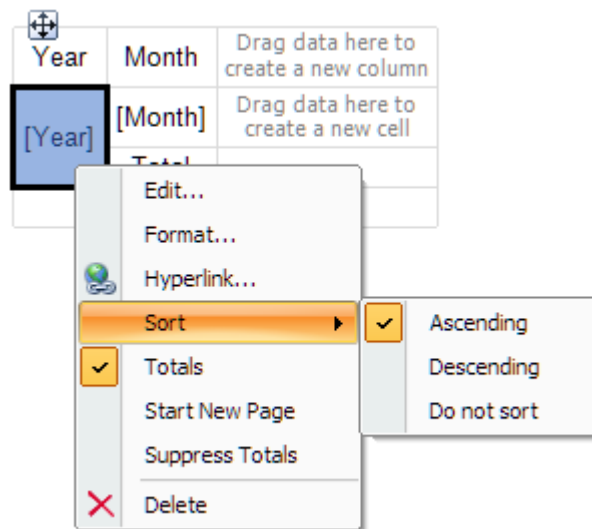 Year Month Drag data here to
create a new column
[Year] [Month] Drag data here to
create a new cell
Total
Edit...
Format...
Hyperlink...
Sort Ascending
Totals Descending
Start New Page Do not sort
Suppress Totals
Delete